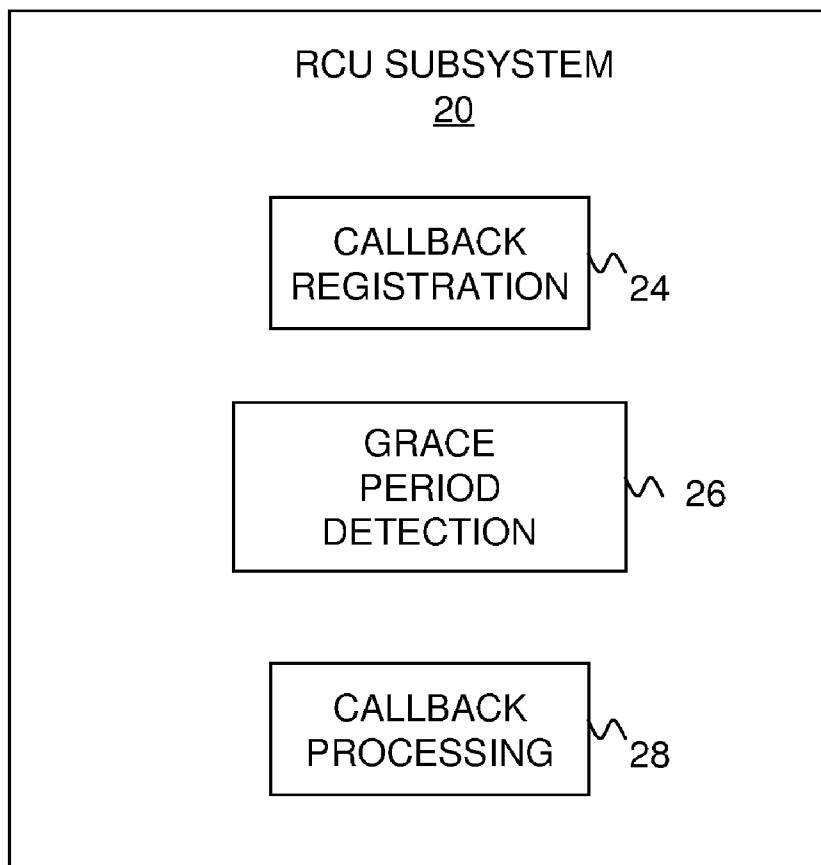 RCU SUBSYSTEM
20
CALLBACK
REGISTRATION
24
GRACE
PERIOD
DETECTION
26
CALLBACK
PROCESSING
28